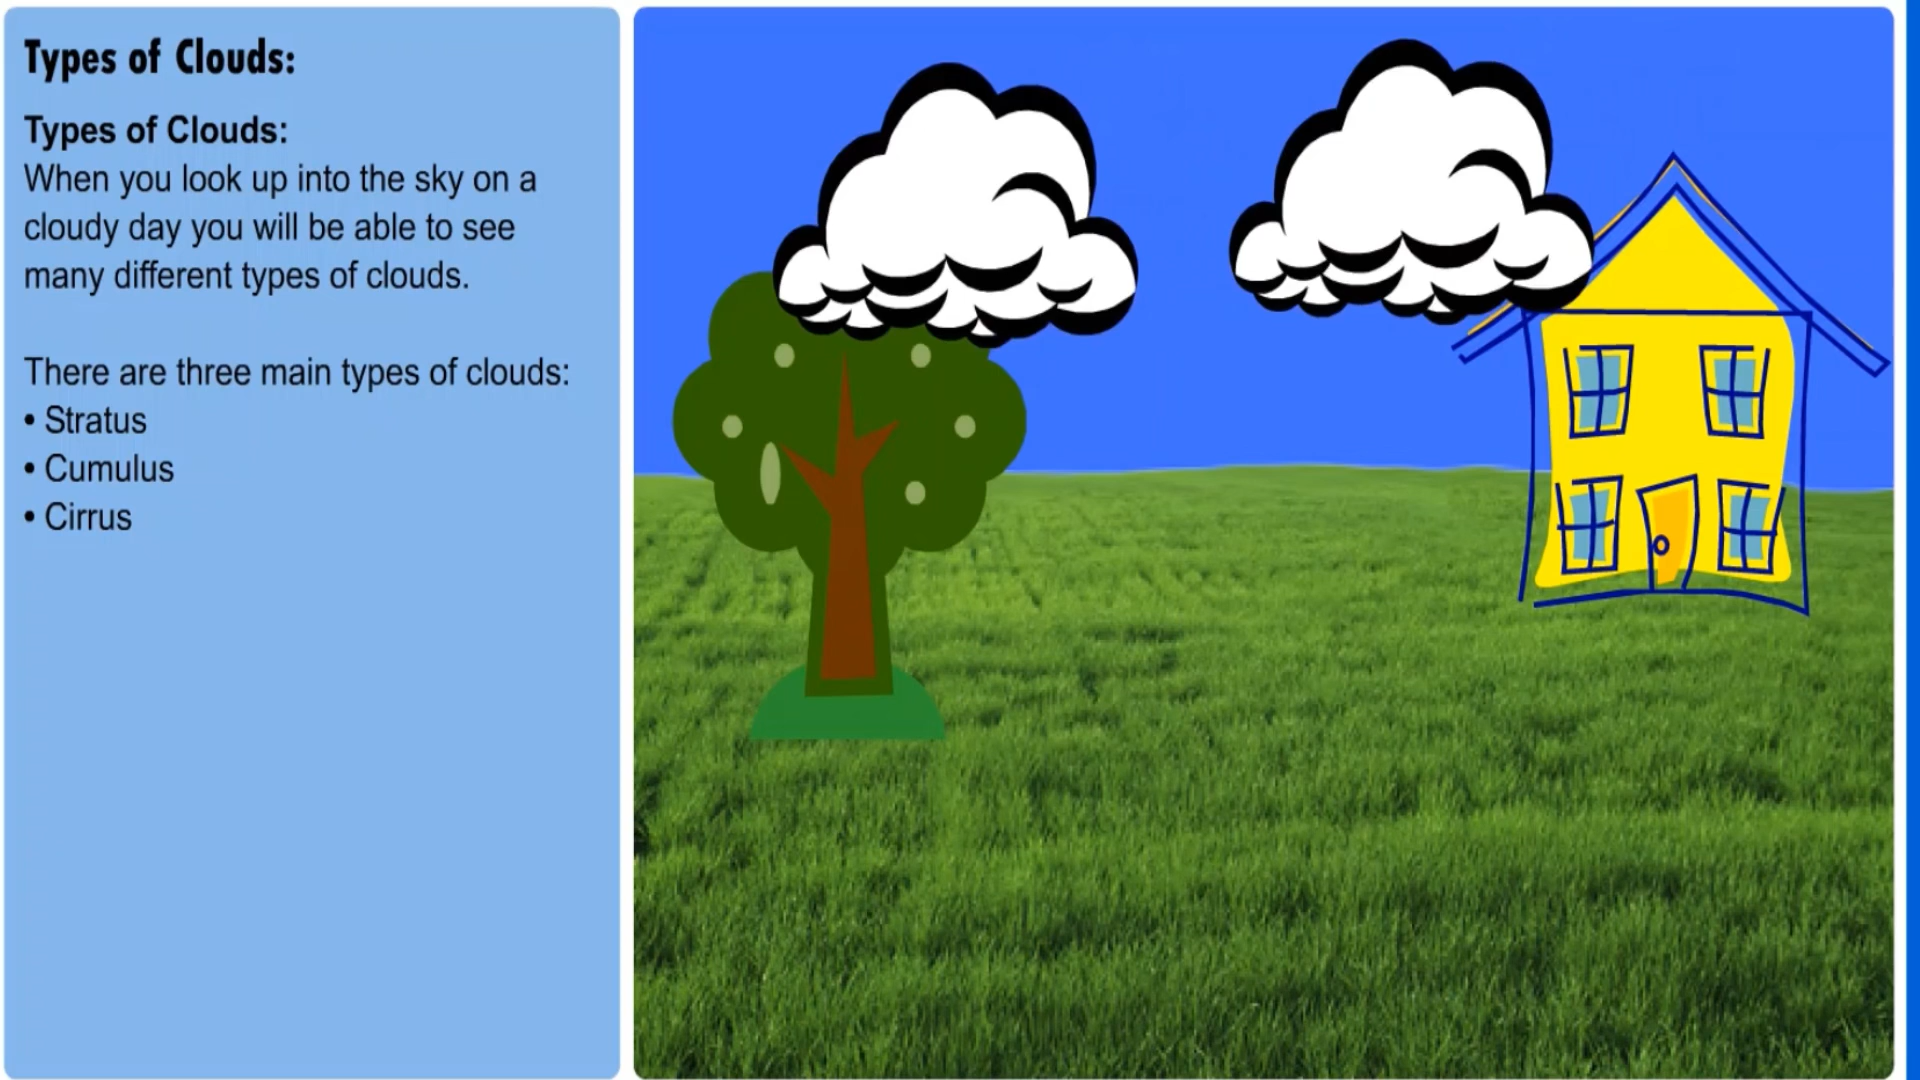 Types of Clouds:
Types of Clouds:
When you look up into the sky on a
cloudy day you will be able to see
many different types of clouds.
There are three main types of clouds:
• Stratus
• Cumulus
• Cirrus